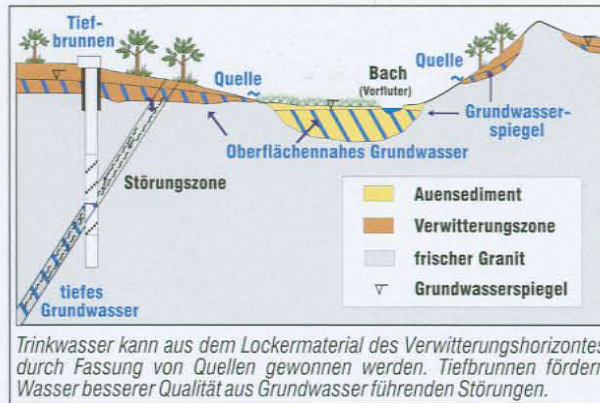 Tief-
brunnen
Quelle
Bach
(Vorfluter)
Quelle
Grundwasser-
spiegel
Oberflächennahes Grundwasser
Störungszone
tiefes
Grundwasser
Auensediment
Verwitterungszone
frischer Granit
Grundwasserspiegel
Trinkwasser kann aus dem Lockermaterial des Verwitterungshorizontes
durch Fassung von Quellen gewonnen werden. Tiefbrunnen fördern
Wasser besserer Qualität aus Grundwasser führenden Störungen.